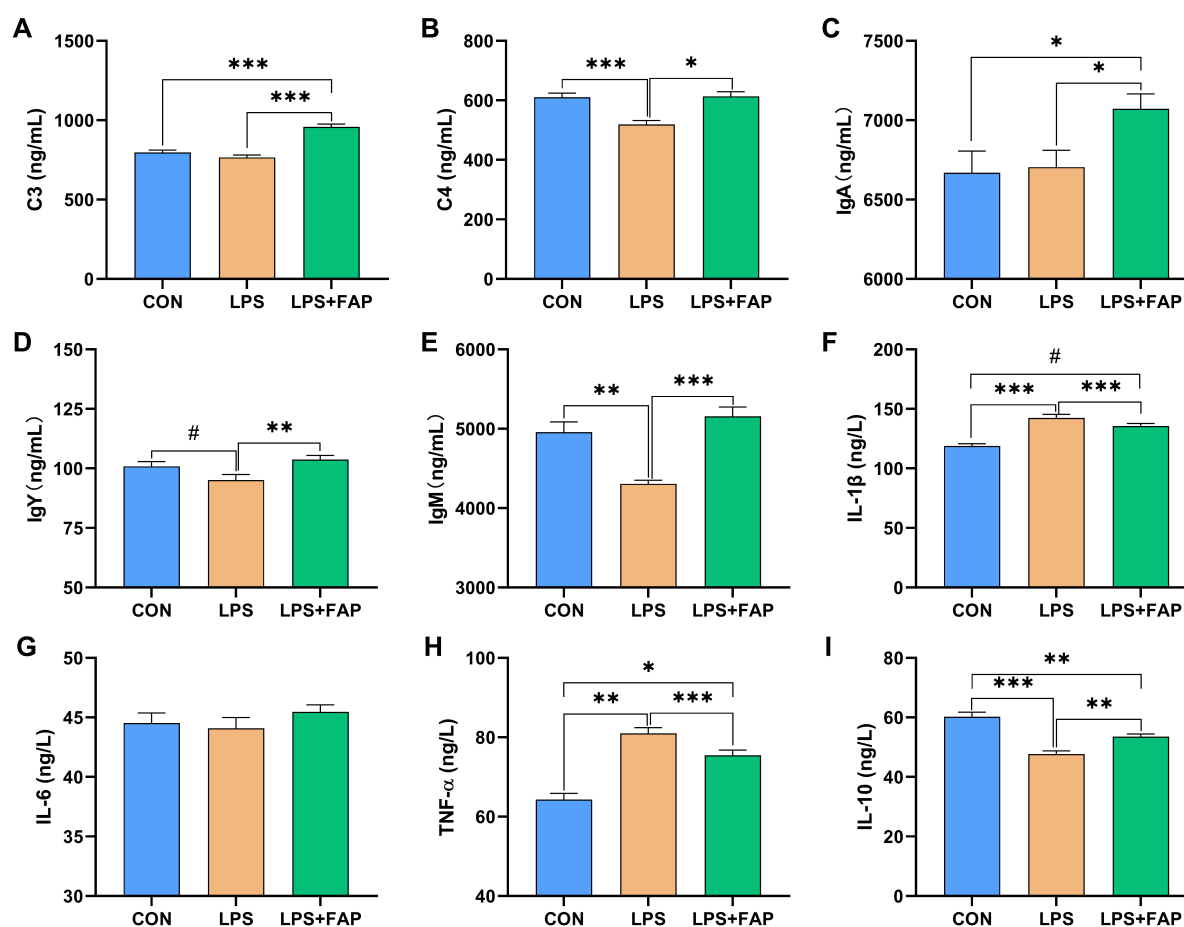 A
C3 (ng/mL)
1500
1000
500
0
***
***
CON LPS LPS+FAP
B
C4 (ng/mL)
800
600
400
200
0
*** *
CON LPS LPS+FAP
C
IgA（ng/mL）
7500
7000
6500
6000
*
*
CON LPS LPS+FAP
D
IgY（ng/mL）
150
125
100
75
50
# **
CON LPS LPS+FAP
E
IgM（ng/mL）
6000
5000
4000
3000
** ***
CON LPS LPS+FAP
F
IL-1β (ng/L)
200
150
100
50
0
#
*** ***
CON LPS LPS+FAP
G
IL-6 (ng/L)
50
45
40
35
30
CON LPS LPS+FAP
H
TNF-α (ng/L)
100
80
60
40
*
** ***
CON LPS LPS+FAP
I
IL-10 (ng/L)
80
60
40
20
0
**
*** **
CON LPS LPS+FAP